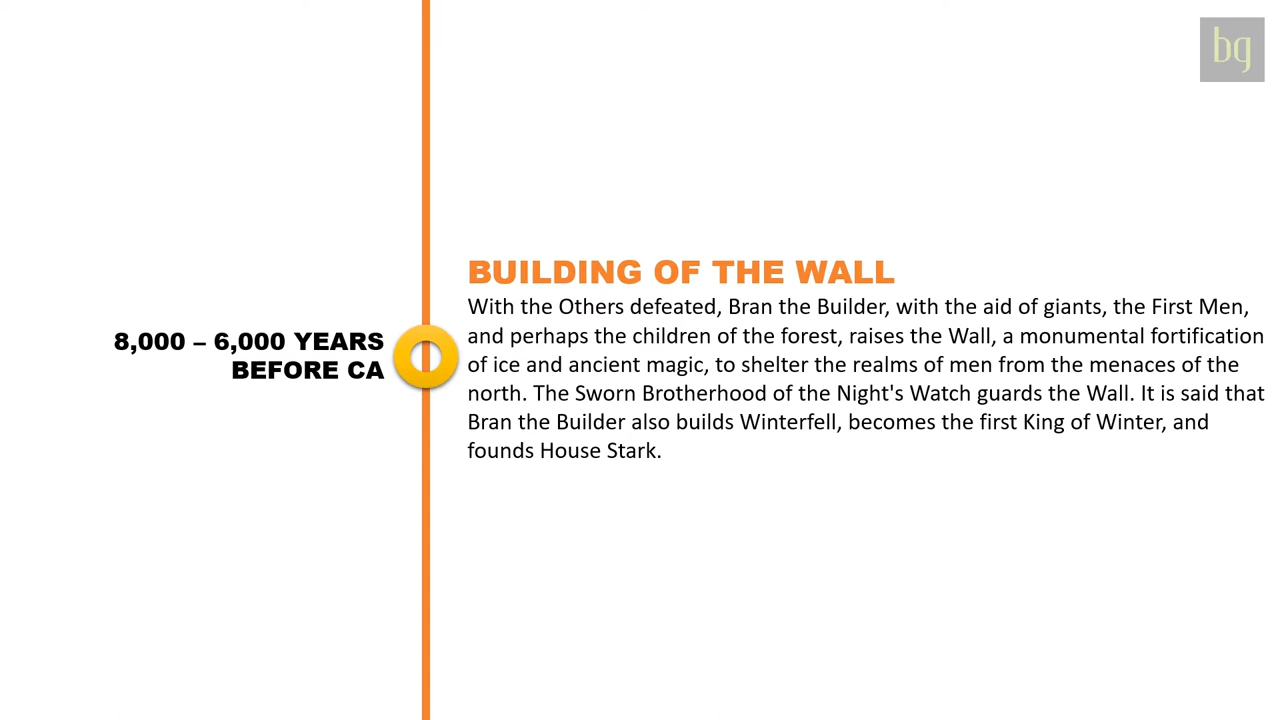 bg
BUILDING OF THE WALL
With the Others defeated, Bran the Builder, with the aid of giants, the First Men,
and perhaps the children of the forest, raises the Wall, a monumental fortification
of ice and ancient magic, to shelter the realms of men from the menaces of the
north. The Sworn Brotherhood of the Night's Watch guards the Wall. It is said that
Bran the Builder also builds Winterfell, becomes the first King of Winter, and
founds House Stark.
8,000 – 6,000 YEARS
BEFORE CA